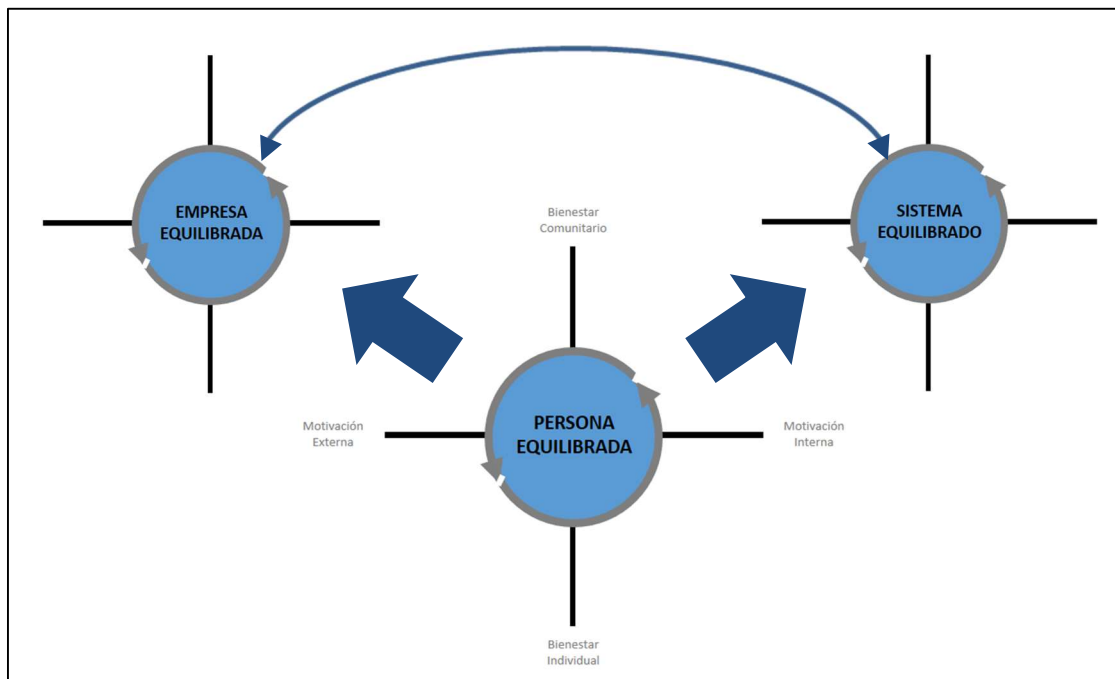 EMPRESA
EQUILIBRADA
SISTEMA
EQUILIBRADO
Bienestar
Comunitario
Motivación
Externa
PERSONA
EQUILIBRADA
Motivación
Interna
Bienestar
Individual